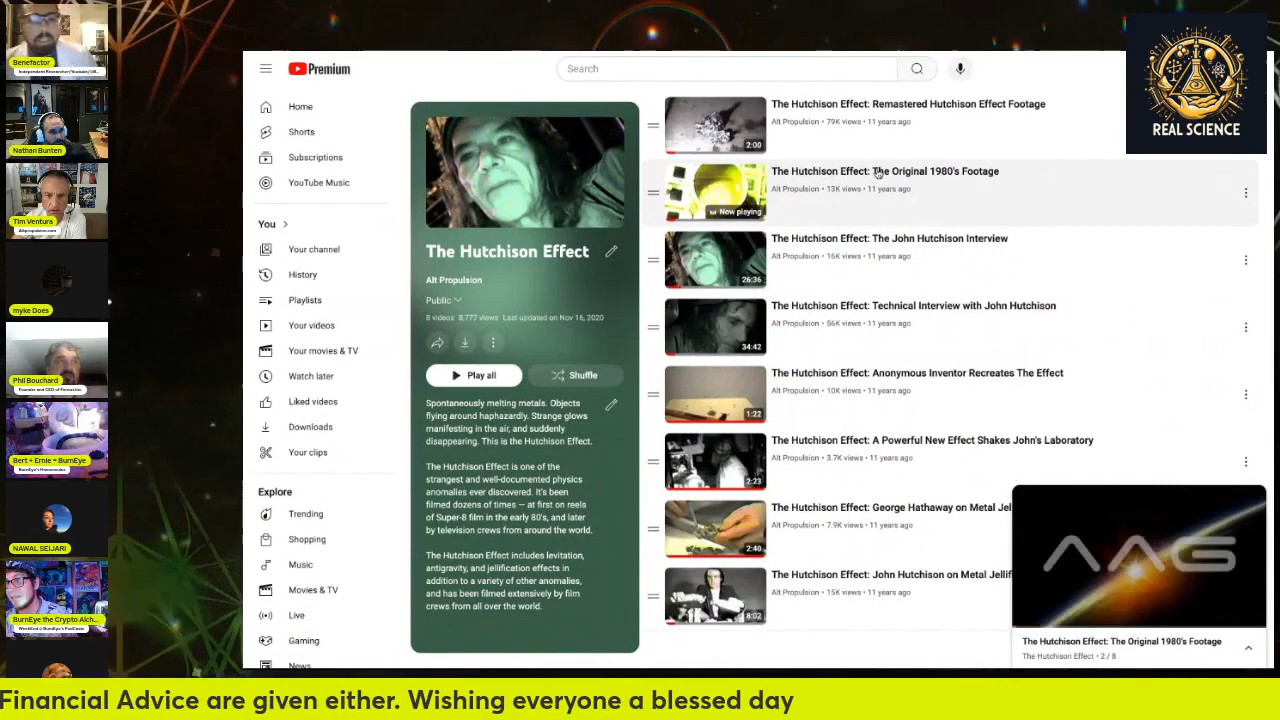 Benefactor
Nathan Bunten
Tim Ventura
Altpropulsion.com
myke Does
Phil Bouchard
Bert + Ernie = BurnEye
BurnEye's Homunculus
NAWAL SEIJARI
BurnEye the Crypto Alch...
Premium
Search
Home
Shorts
Subscriptions
YouTube Music
You
Your channel
History
Playlists
Your videos
Your movies & TV
Watch later
Liked videos
Downloads
Your clips
Explore
Trending
Shopping
Music
Movies & TV
Live
Gaming
News
The Hutchison Effect
Alt Propulsion
Public
8 videos 8,777 views Last updated on Nov 16, 2020
Play all
Shuffle
Spontaneously melting metals. Objects
flying around haphazardly. Strange glows
manifesting in the air, and suddenly
disappearing. This is the Hutchison Effect.
The Hutchison Effect is one of the
strangest and well-documented physics
anomalies ever discovered. It's been
filmed dozens of times — at first on reels
of Super-8 film in the early 80's, and later
by television crews from around the world.
The Hutchison Effect includes levitation,
antigravity, and jellification effects in
addition to a variety of other anomalies,
and has been filmed extensively by film
crews from all over the world.
2:00
The Hutchison Effect: Remastered Hutchison Effect Footage
Alt Propulsion • 79K views • 11 years ago
Now playing
The Hutchison Effect: The Original 1980's Footage
Alt Propulsion • 13K views • 11 years ago
26:36
The Hutchison Effect: The John Hutchison Interview
Alt Propulsion • 16K views • 11 years ago
34:42
The Hutchison Effect: Technical Interview with John Hutchison
Alt Propulsion • 56K views • 11 years ago
1:22
The Hutchison Effect: Anonymous Inventor Recreates The Effect
Alt Propulsion • 10K views • 11 years ago
2:23
The Hutchison Effect: A Powerful New Effect Shakes John's Laboratory
Alt Propulsion • 3.7K views • 11 years ago
2:40
The Hutchison Effect: George Hathaway on Metal Jel
Alt Propulsion • 7.9K views • 11 years ago
8:02
The Hutchison Effect: John Hutchison on Metal Jellif
Alt Propulsion • 15K views • 11 years ago
REAL SCIENCE
AAG
The Hutchison Effect: The Original 1980's Footage
The Hutchison Effect • 2 / 8
Financial Advice are given either. Wishing everyone a blessed day